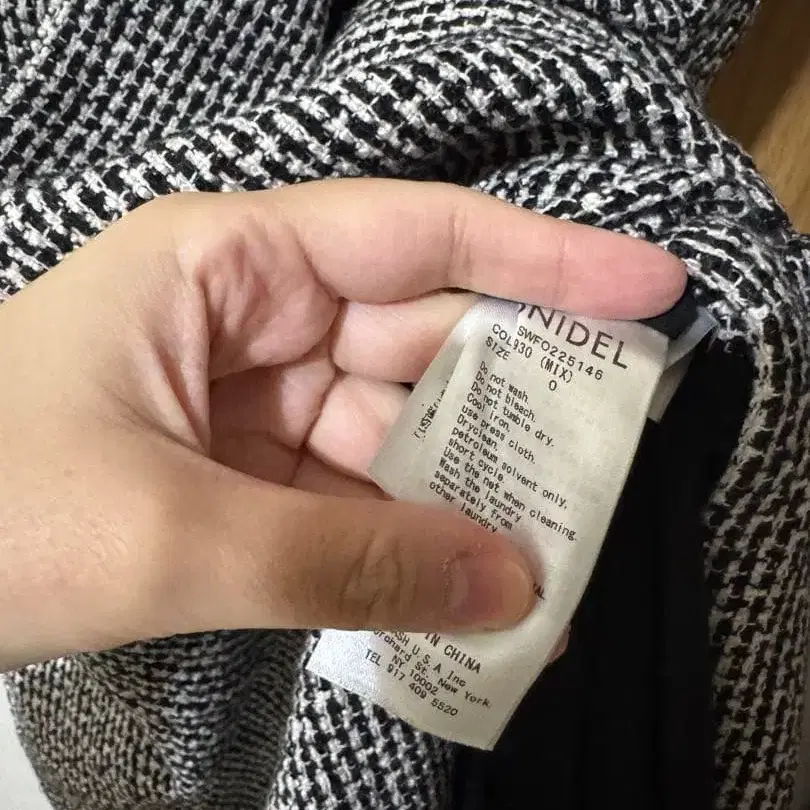 SNIDEL
SWFO225146
COL930 (MIX)
SIZE 0
Do not wash.
Do not bleach.
Do not tumble dry.
Cool iron.
use press cloth.
Dryclean.
petroleum solvent only,
short cycle.
Use the net when cleaning.
Wash the laundry
separately from
other laundry
IN CHINA
U.S.A Inc
Orchard St. New York.
NY 10002
TEL 917 409 5520